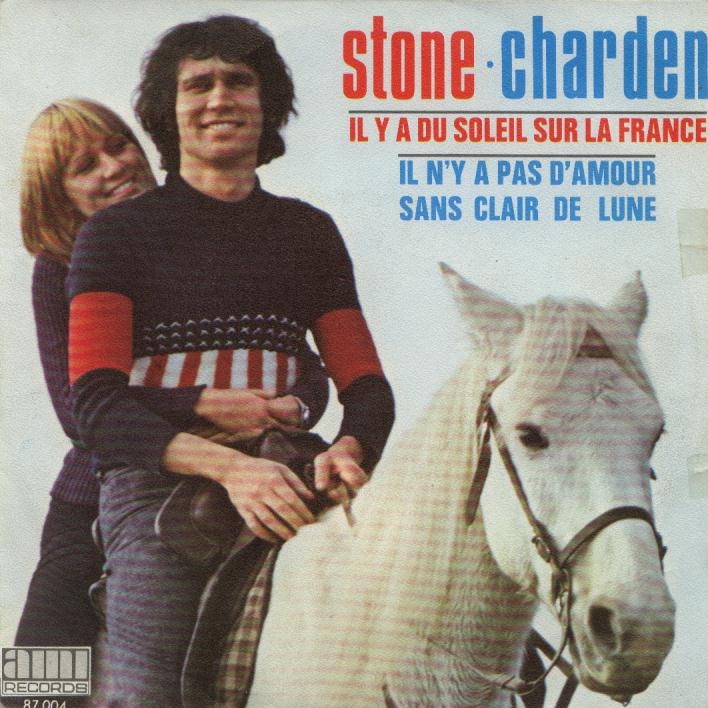 stone · charden
IL Y A DU SOLEIL SUR LA FRANCE
IL N'Y A PAS D'AMOUR
SANS CLAIR DE LUNE
ami
RECORDS
87.004